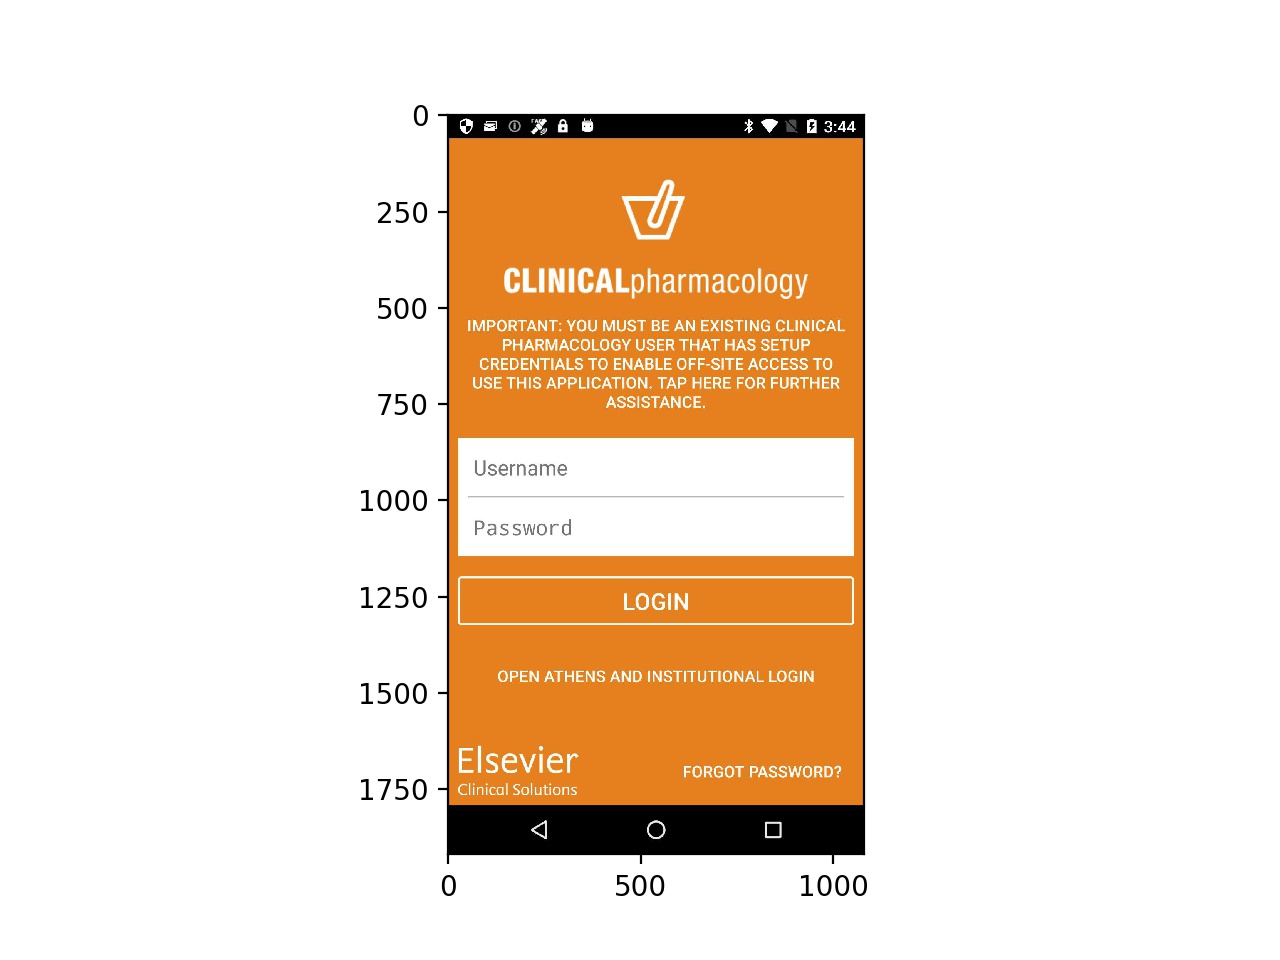 0
250
500
750
1000
1250
1500
1750
3:44
CLINICALpharmacology
IMPORTANT: YOU MUST BE AN EXISTING CLINICAL
PHARMACOLOGY USER THAT HAS SETUP
CREDENTIALS TO ENABLE OFF-SITE ACCESS TO
USE THIS APPLICATION. TAP HERE FOR FURTHER
ASSISTANCE.
Username
Password
LOGIN
OPEN ATHENS AND INSTITUTIONAL LOGIN
Elsevier
Clinical Solutions
FORGOT PASSWORD?
0 500 1000